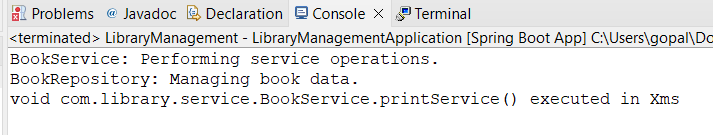 Problems Javadoc Declaration Console Terminal
<terminated> LibraryManagement - LibraryManagementApplication [Spring Boot App] C:\Users\gopal\Do
BookService: Performing service operations.
BookRepository: Managing book data.
void com.library.service.BookService.printService() executed in Xms